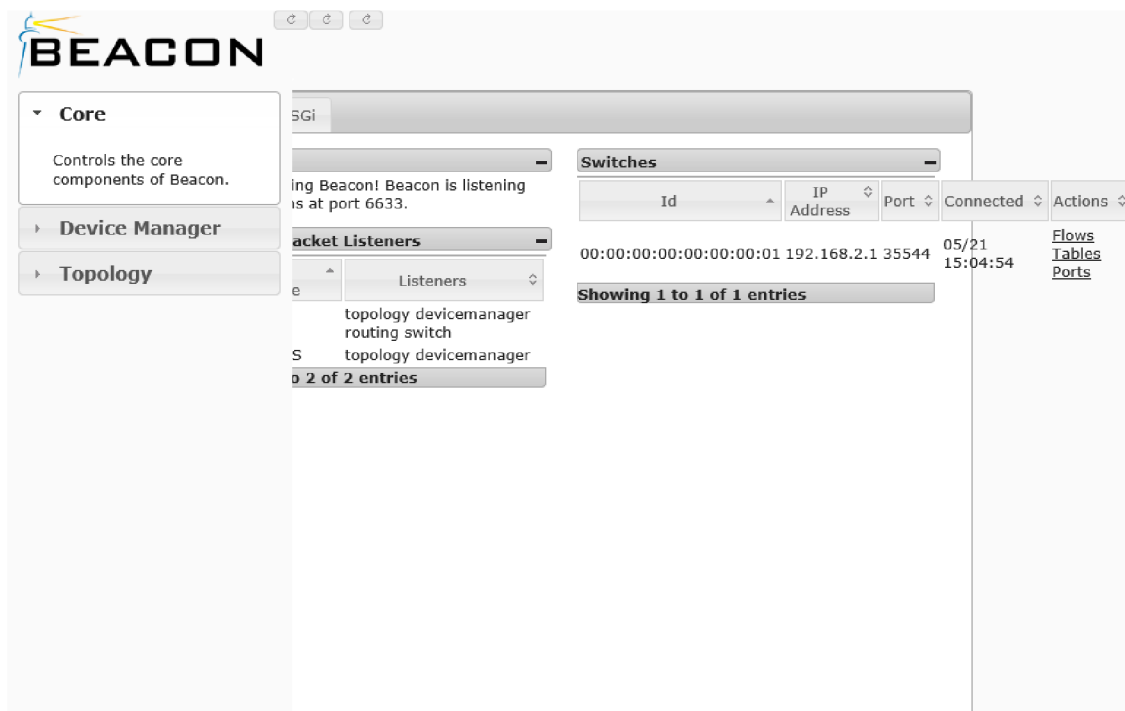 BEACON
Core
Controls the core
components of Beacon.
Device Manager
Topology
SGi
ing Beacon! Beacon is listening
ns at port 6633.
acket Listeners
e
Listeners
topology devicemanager
routing switch
S
topology devicemanager
o 2 of 2 entries
Switches
Id
IP
Address
Port
Connected
Actions
00:00:00:00:00:00:00:01 192.168.2.1 35544
05/21
15:04:54
Flows
Tables
Ports
Showing 1 to 1 of 1 entries